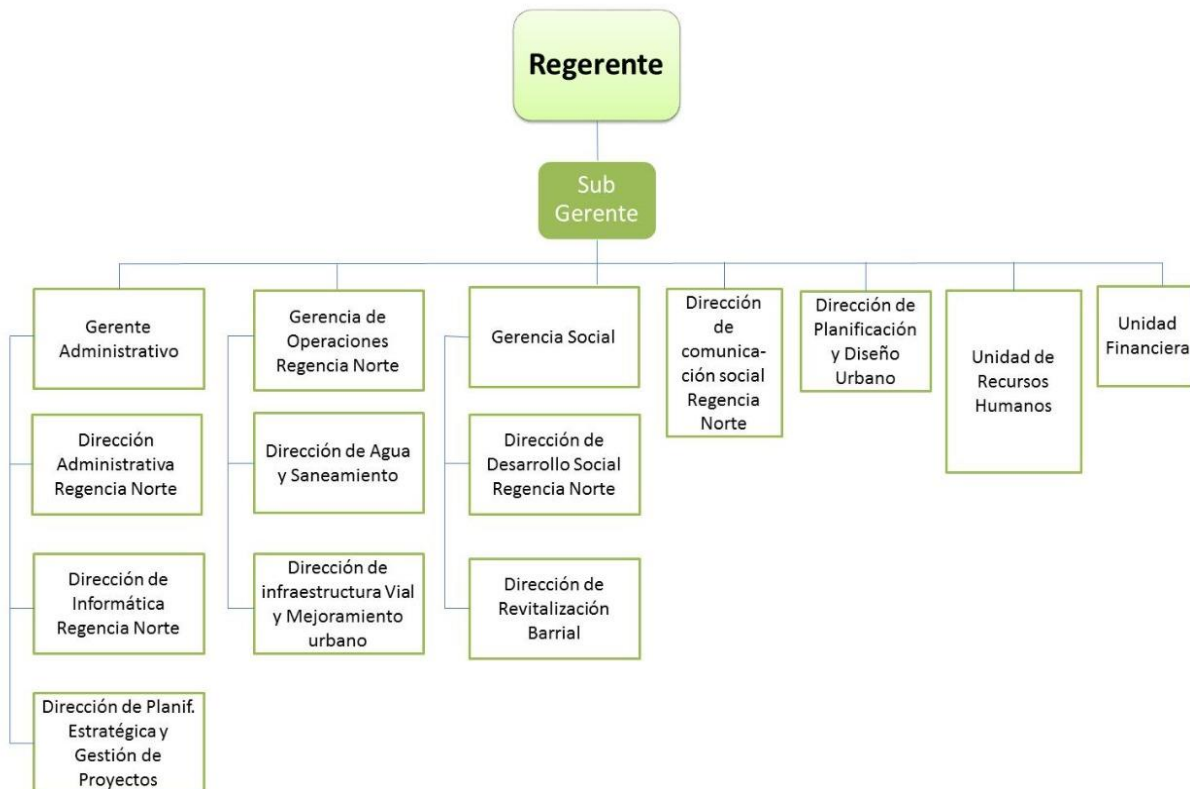 Regerente
Sub
Gerente
Gerente
Administrativo
Gerencia de
Operaciones
Regencia Norte
Gerencia Social
Dirección
de
comunica-
ción social
Regencia
Norte
Dirección de
Planificación
y Diseño
Urbano
Unidad de
Recursos
Humanos
Unidad
Financiera
Dirección
Administrativa
Regencia Norte
Dirección de Agua
y Saneamiento
Dirección de
Desarrollo Social
Regencia Norte
Dirección de
Informática
Regencia Norte
Dirección de
infraestructura Vial
y Mejoramiento
urbano
Dirección de
Revitalización
Barrial
Dirección de Planif.
Estratégica y
Gestión de
Proyectos